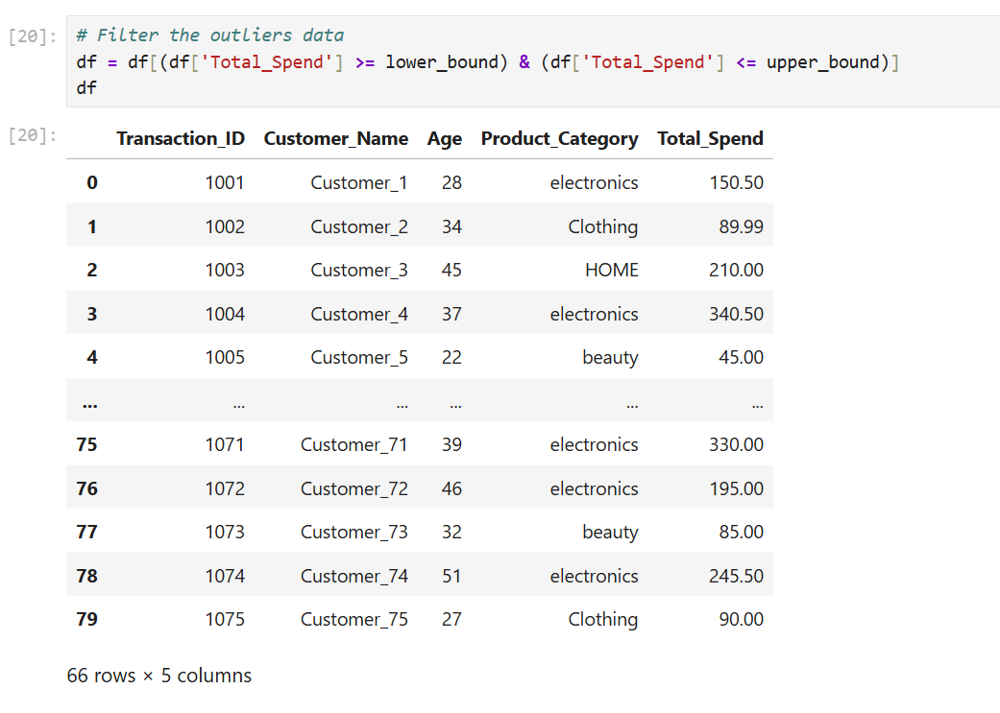 [20]: # Filter the outliers data
df = df[(df['Total_Spend'] >= lower_bound) & (df['Total_Spend'] <= upper_bound)]
df
[20]: Transaction_ID Customer_Name Age Product_Category Total_Spend
0 1001 Customer_1 28 electronics 150.50
1 1002 Customer_2 34 Clothing 89.99
2 1003 Customer_3 45 HOME 210.00
3 1004 Customer_4 37 electronics 340.50
4 1005 Customer_5 22 beauty 45.00
... ... ... ... ... ...
75 1071 Customer_71 39 electronics 330.00
76 1072 Customer_72 46 electronics 195.00
77 1073 Customer_73 32 beauty 85.00
78 1074 Customer_74 51 electronics 245.50
79 1075 Customer_75 27 Clothing 90.00
66 rows × 5 columns